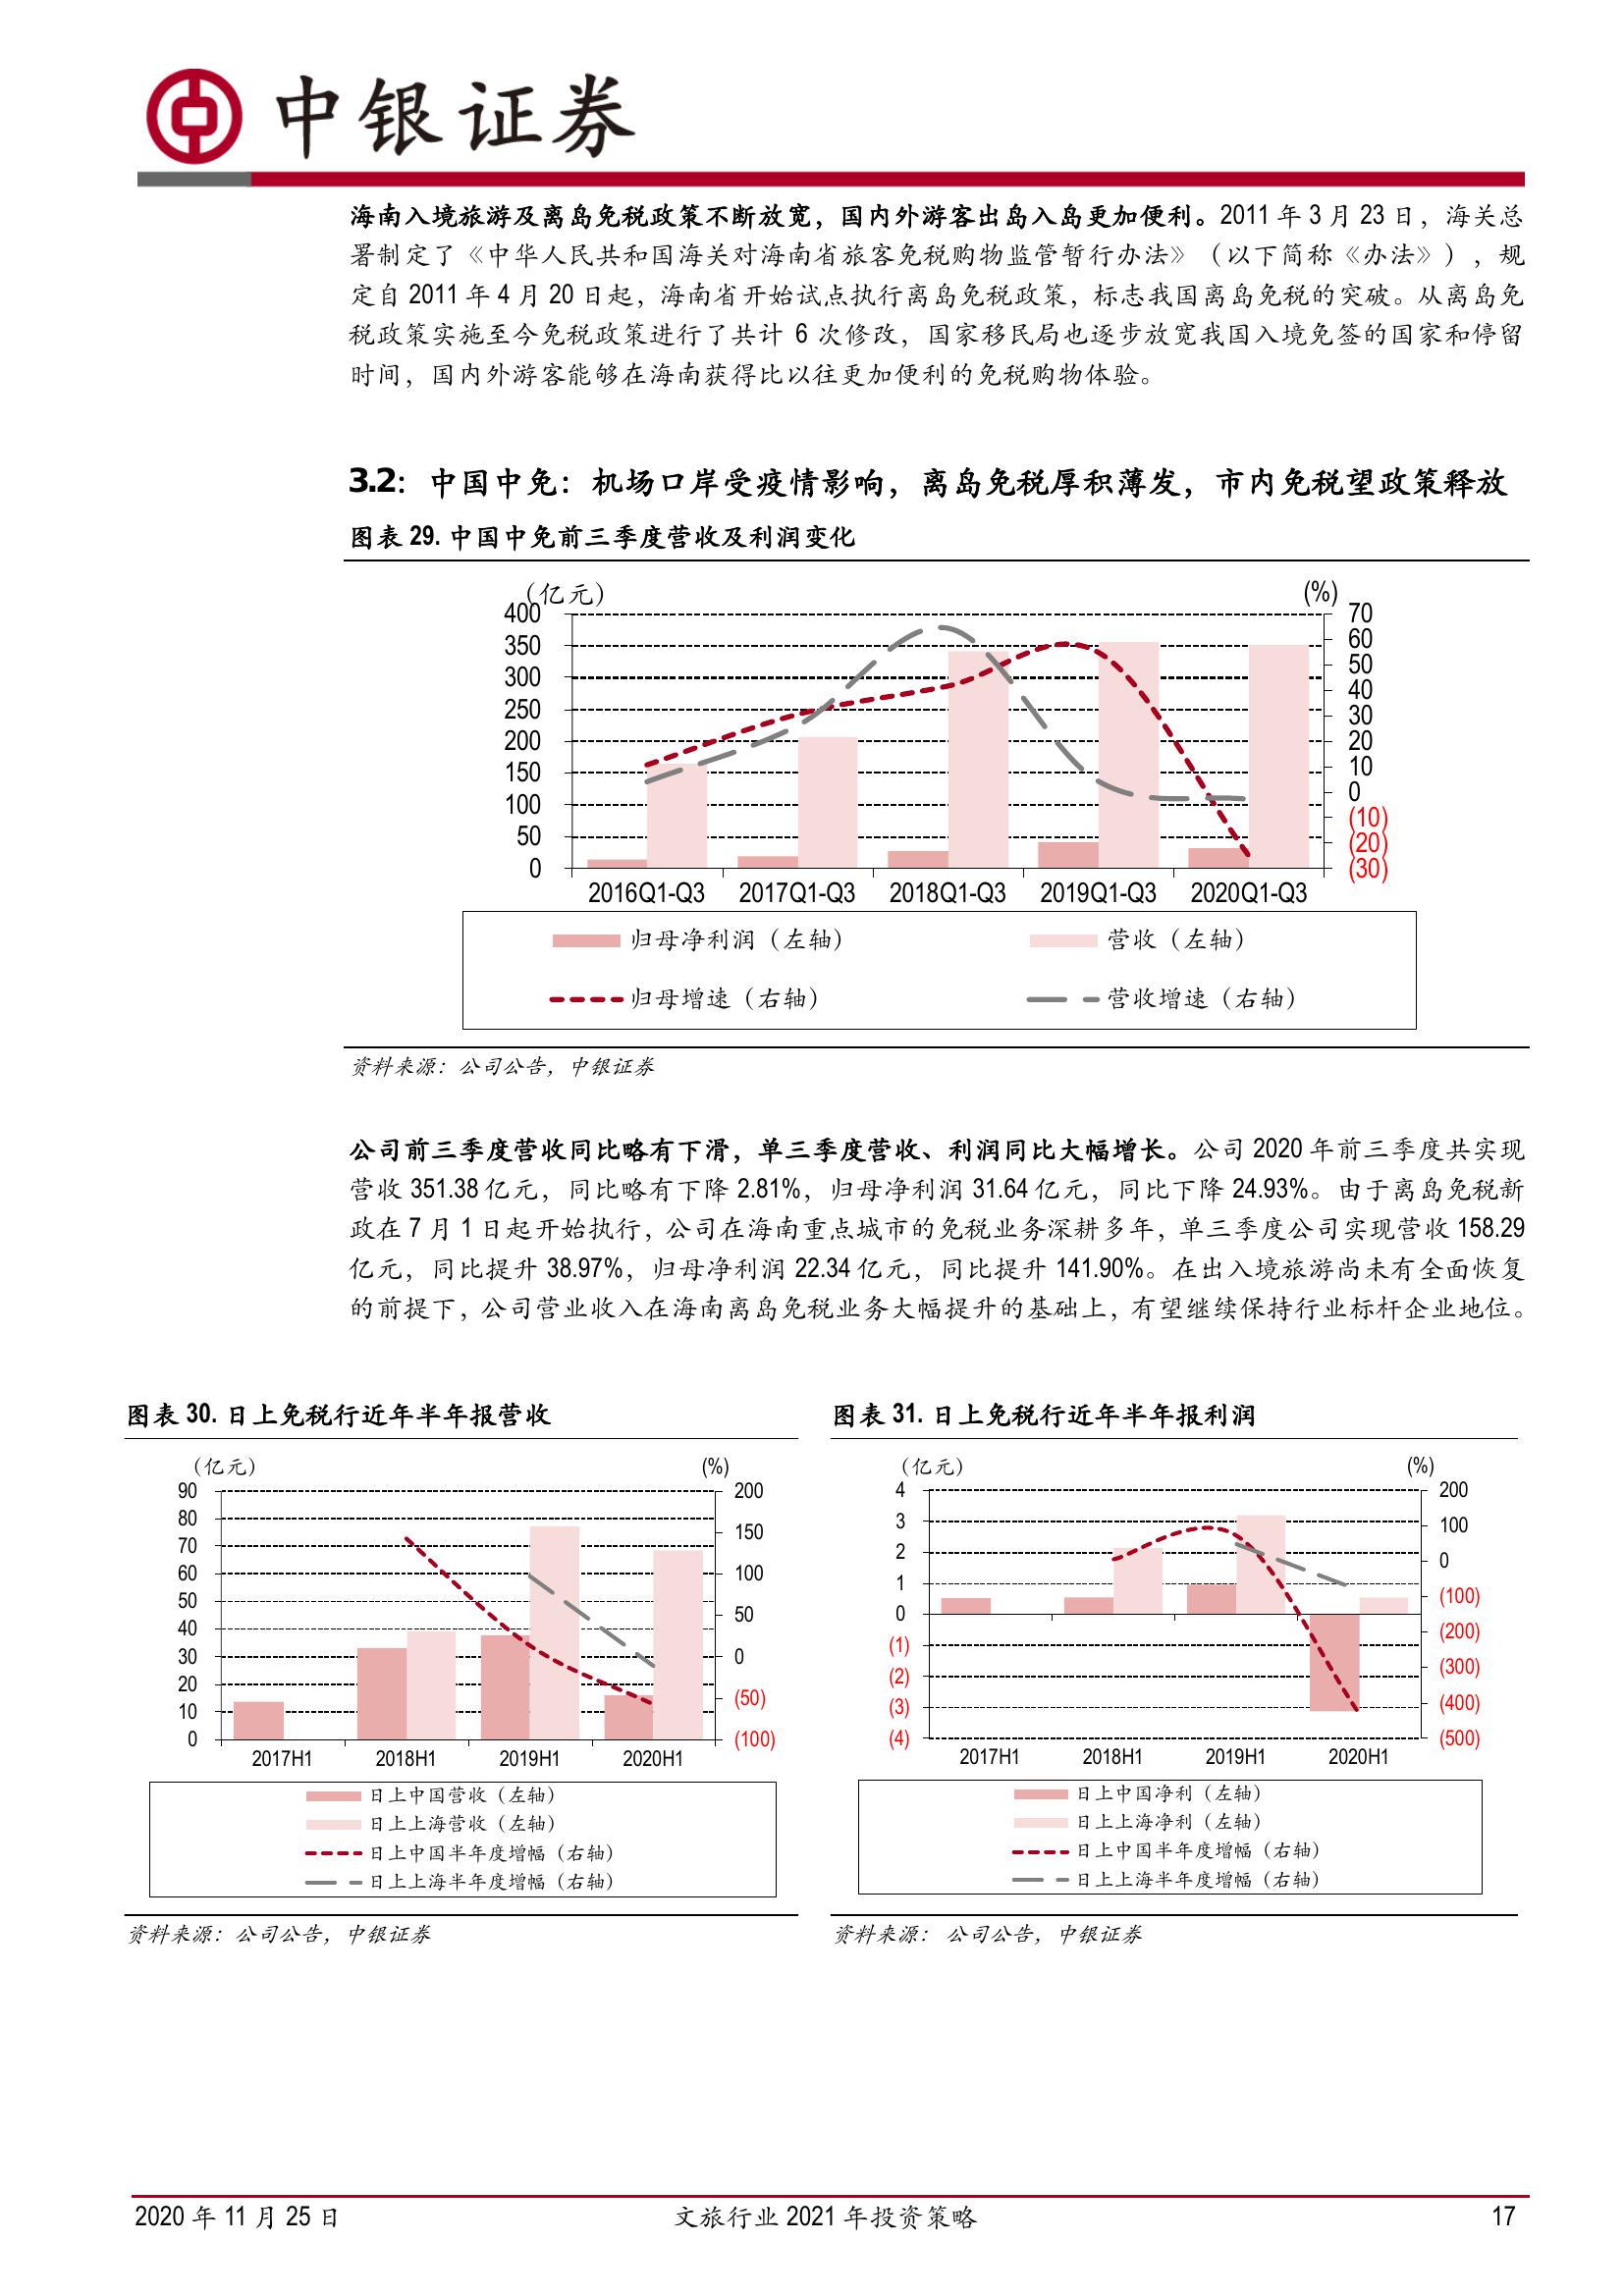 中银证券
海南入境旅游及离岛免税政策不断放宽，国内外游客出岛入岛更加便利。2011 年 3 月 23 日，海关总
署制定了《中华人民共和国海关对海南省旅客免税购物监管暂行办法》（以下简称《办法》），规
定自 2011 年 4 月 20 日起，海南省开始试点执行离岛免税政策，标志我国离岛免税的突破。从离岛免
税政策实施至今免税政策进行了共计 6 次修改，国家移民局也逐步放宽我国入境免签的国家和停留
时间，国内外游客能够在海南获得比以往更加便利的免税购物体验。
3.2：中国中免：机场口岸受疫情影响，离岛免税厚积薄发，市内免税望政策释放
图表 29. 中国中免前三季度营收及利润变化
（亿元）
(%)
400
350
300
250
200
150
100
50
0
70
60
50
40
30
20
10
0
(10)
(20)
(30)
2016Q1-Q3 2017Q1-Q3 2018Q1-Q3 2019Q1-Q3 2020Q1-Q3
归母净利润（左轴） 营收（左轴）
归母增速（右轴） 营收增速（右轴）
资料来源：公司公告，中银证券
公司前三季度营收同比略有下滑，单三季度营收、利润同比大幅增长。公司 2020 年前三季度共实现
营收 351.38 亿元，同比略有下降 2.81%，归母净利润 31.64 亿元，同比下降 24.93%。由于离岛免税新
政在 7 月 1 日起开始执行，公司在海南重点城市的免税业务深耕多年，单三季度公司实现营收 158.29
亿元，同比提升 38.97%，归母净利润 22.34 亿元，同比提升 141.90%。在出入境旅游尚未有全面恢复
的前提下，公司营业收入在海南离岛免税业务大幅提升的基础上，有望继续保持行业标杆企业地位。
图表 30. 日上免税行近年半年报营收
（亿元）
(%)
90
80
70
60
50
40
30
20
10
0
200
150
100
50
0
(50)
(100)
2017H1 2018H1 2019H1 2020H1
日上中国营收（左轴）
日上上海营收（左轴）
日上中国半年度增幅（右轴）
日上上海半年度增幅（右轴）
资料来源：公司公告，中银证券
图表 31. 日上免税行近年半年报利润
（亿元）
(%)
4
3
2
1
0
(1)
(2)
(3)
(4)
200
100
0
(100)
(200)
(300)
(400)
(500)
2017H1 2018H1 2019H1 2020H1
日上中国净利（左轴）
日上上海净利（左轴）
日上中国半年度增幅（右轴）
日上上海半年度增幅（右轴）
资料来源： 公司公告，中银证券
2020 年 11 月 25 日 文旅行业 2021 年投资策略 17